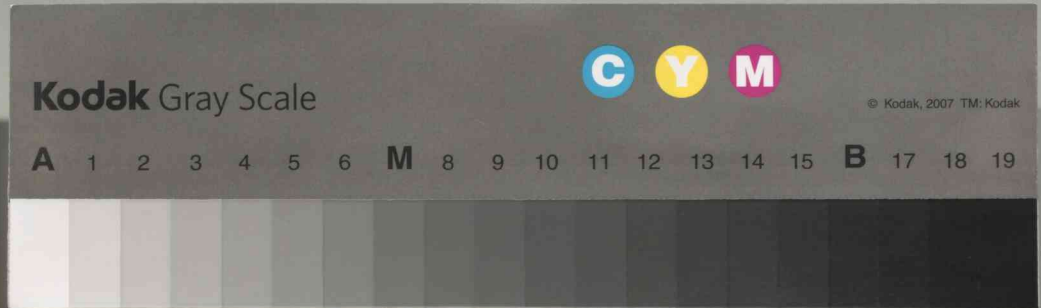 C Y M
Kodak Gray Scale
© Kodak, 2007 TM: Kodak
A 1 2 3 4 5 6 M 8 9 10 11 12 13 14 15 B 17 18 19